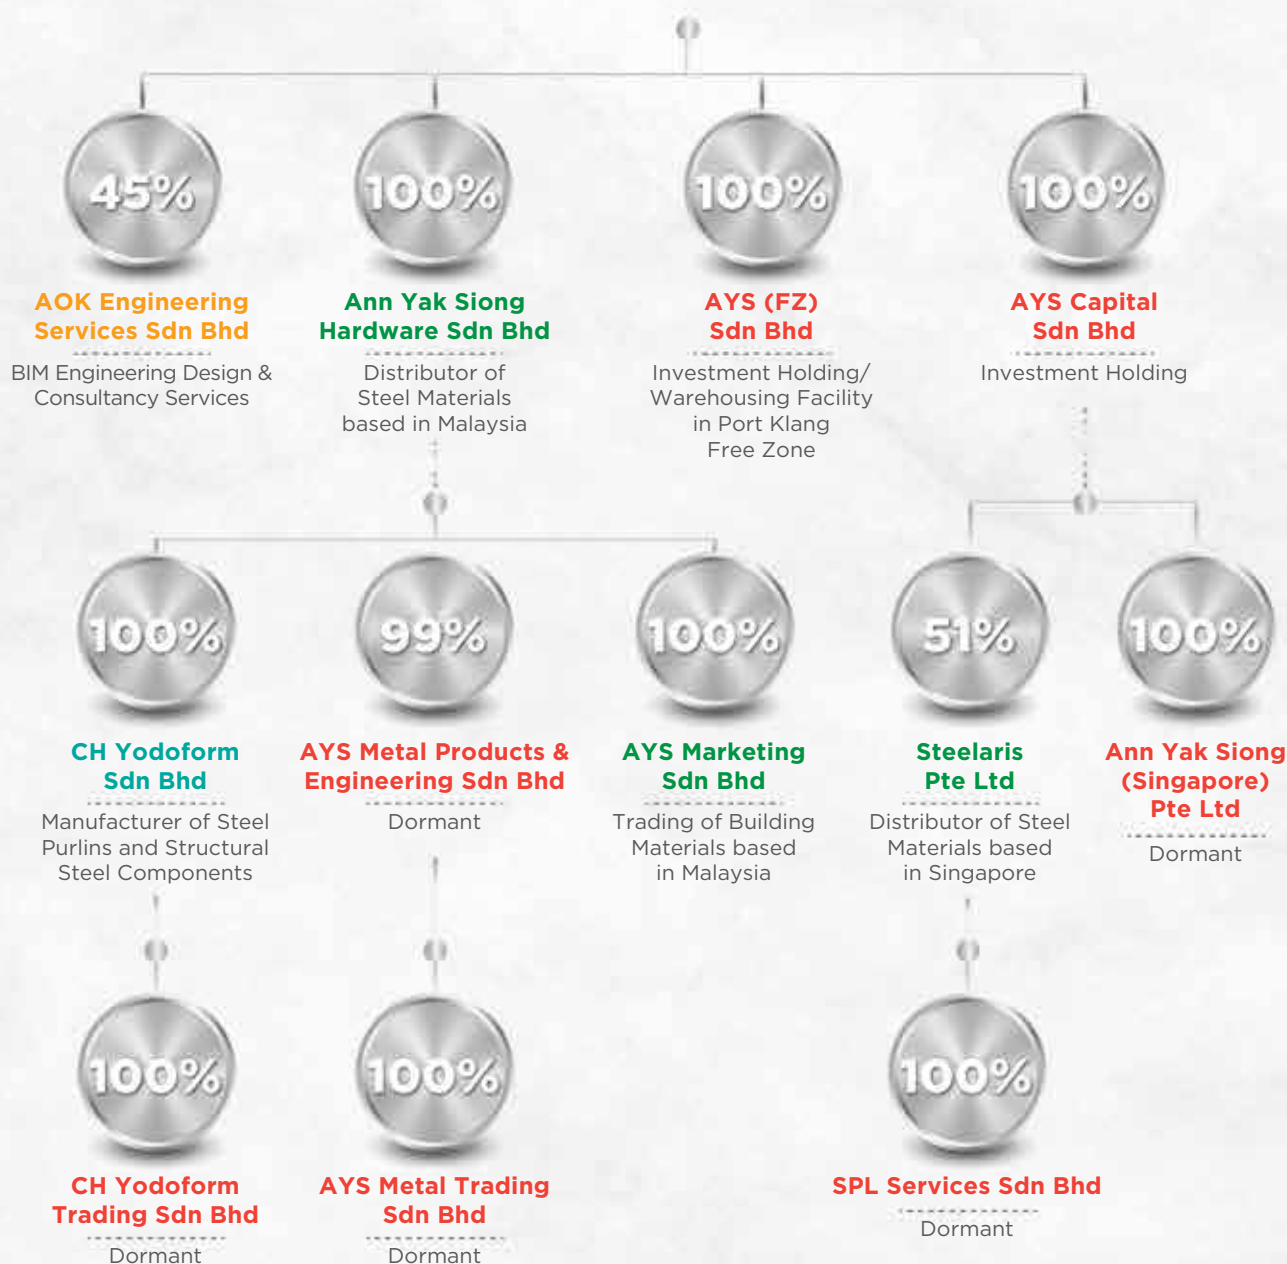 45%
AOK Engineering
Services Sdn Bhd
BIM Engineering Design &
Consultancy Services
100%
Ann Yak Siong
Hardware Sdn Bhd
Distributor of
Steel Materials
based in Malaysia
100%
AYS (FZ)
Sdn Bhd
Investment Holding/
Warehousing Facility
in Port Klang
Free Zone
100%
AYS Capital
Sdn Bhd
Investment Holding
100%
CH Yodoform
Sdn Bhd
Manufacturer of Steel
Purlins and Structural
Steel Components
99%
AYS Metal Products &
Engineering Sdn Bhd
Dormant
100%
AYS Marketing
Sdn Bhd
Trading of Building
Materials based
in Malaysia
51%
Steelaris
Pte Ltd
Distributor of Steel
Materials based
in Singapore
100%
Ann Yak Siong
(Singapore)
Pte Ltd
Dormant
100%
CH Yodoform
Trading Sdn Bhd
Dormant
100%
AYS Metal Trading
Sdn Bhd
Dormant
100%
SPL Services Sdn Bhd
Dormant